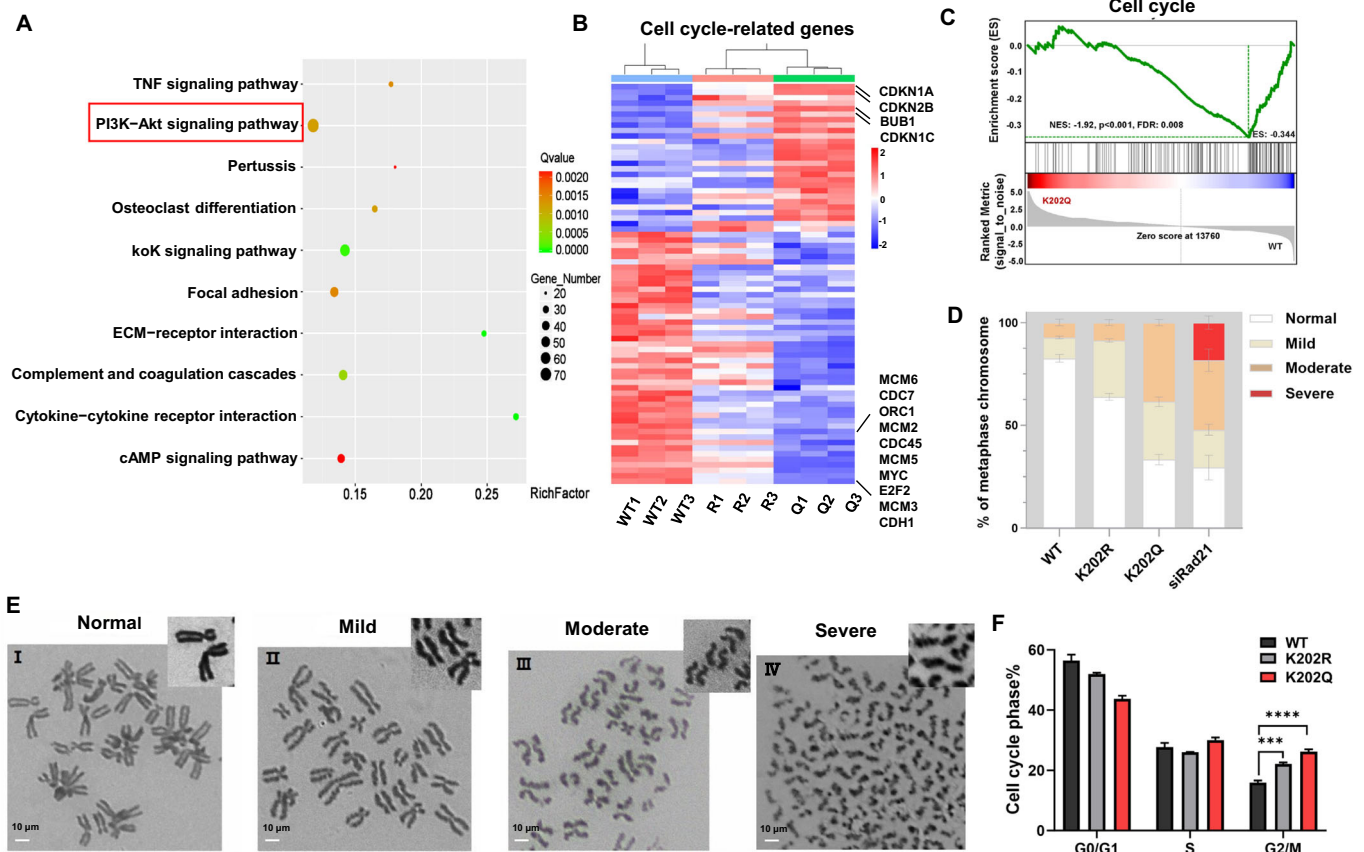 A
TNF signaling pathway
PI3K−Akt signaling pathway
Pertussis
Osteoclast differentiation
koK signaling pathway
Focal adhesion
ECM−receptor interaction
Complement and coagulation cascades
Cytokine−cytokine receptor interaction
cAMP signaling pathway
0.15 0.20 0.25
RichFactor
Qvalue
0.0020
0.0015
0.0010
0.0005
0.0000
Gene_Number
20
30
40
50
60
70
B
Cell cycle-related genes
CDKN1A
CDKN2B
BUB1
CDKN1C
2
1
0
-1
-2
MCM6
CDC7
ORC1
MCM2
CDC45
MCM5
MYC
E2F2
MCM3
CDH1
WT1 WT2 WT3 R1 R2 R3 Q1 Q2 Q3
C
Cell cycle
Enrichment score (ES)
0.0
-0.1
-0.2
-0.3
NES: -1.92, p<0.001, FDR: 0.008
ES: -0.344
Ranked Metric
(signal_to_noise)
5.0
2.5
0.0
-2.5
-5.0
K202Q
Zero score at 13760
WT
D
% of metaphase chromosome
100
50
0
WT K202R K202Q siRad21
Normal
Mild
Moderate
Severe
E
Normal
Mild
Moderate
Severe
I
II
III
IV
10 μm
10 μm
10 μm
10 μm
F
Cell cycle phase%
60
40
20
0
WT
K202R
K202Q
****
***
G0/G1 S G2/M